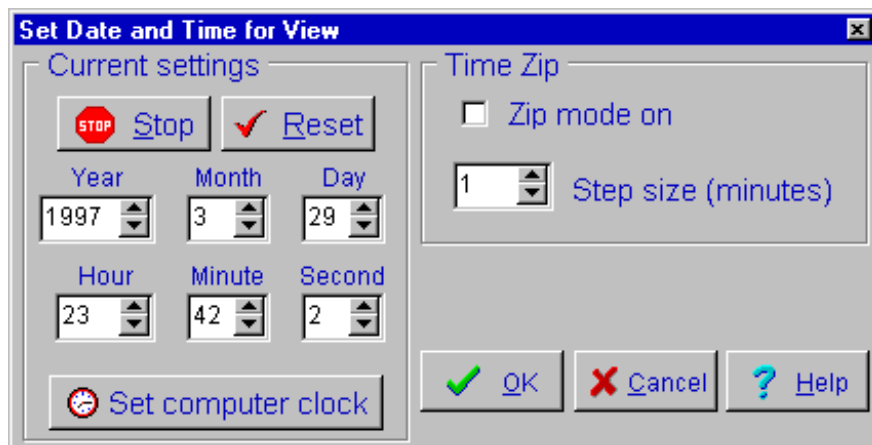 Set Date and Time for View
Current settings
STOP Stop Reset
Year Month Day
1997 3 29
Hour Minute Second
23 42 2
Set computer clock
Time Zip
Zip mode on
1 Step size (minutes)
OK Cancel ? Help